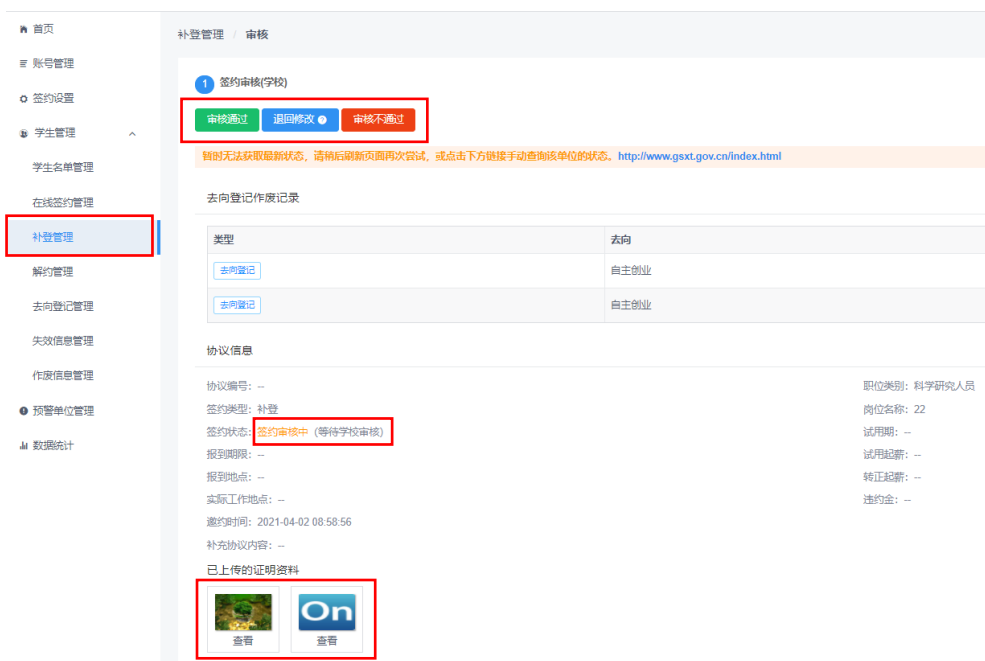 首页
账号管理
签约设置
学生管理
学生名单管理
在线签约管理
补登管理
解约管理
去向登记管理
失效信息管理
作废信息管理
预警单位管理
数据统计
补登管理 / 审核
1 签约审核(学校)
审核通过 退回修改 审核不通过
暂时无法获取最新状态，请稍后刷新页面再次尝试，或点击下方链接手动查询该单位的状态。http://www.gsxt.gov.cn/index.html
去向登记作废记录
类型 去向
去向登记 自主创业
去向登记 自主创业
协议信息
协议编号：-- 职位类别：科学研究人员
签约类型：补登 岗位名称：22
签约状态：签约审核中（等待学校审核） 试用期：--
报到期限：-- 试用起薪：--
报到地点：-- 转正起薪：--
实际工作地点：-- 违约金：--
邀约时间：2021-04-02 08:58:56
补充协议内容：--
已上传的证明资料
On
查看 查看